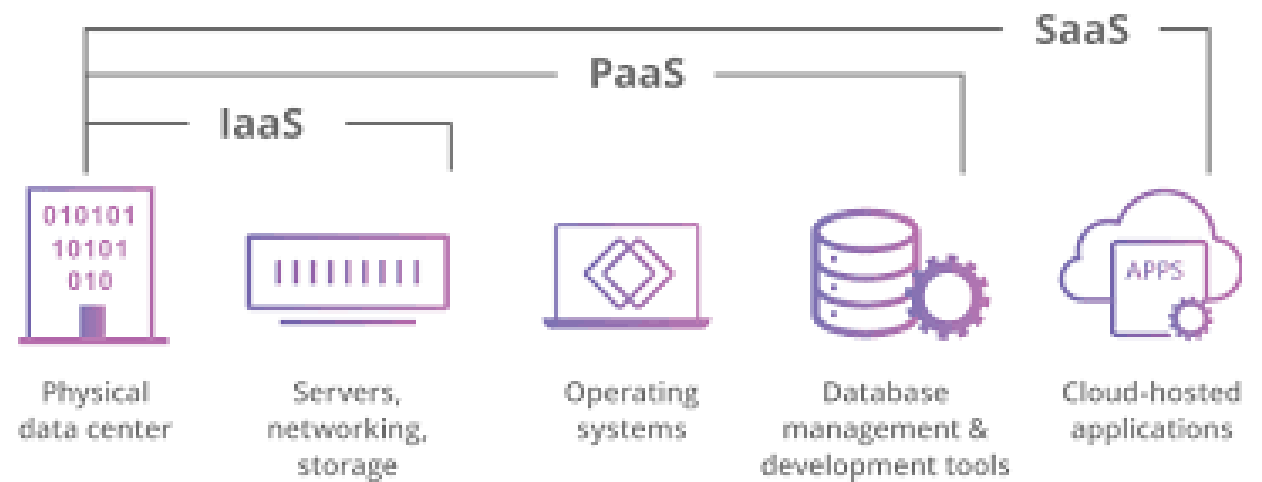 SaaS
PaaS
IaaS
010101
10101
010
APPS
Physical
data center
Servers,
networking,
storage
Operating
systems
Database
management &
development tools
Cloud-hosted
applications